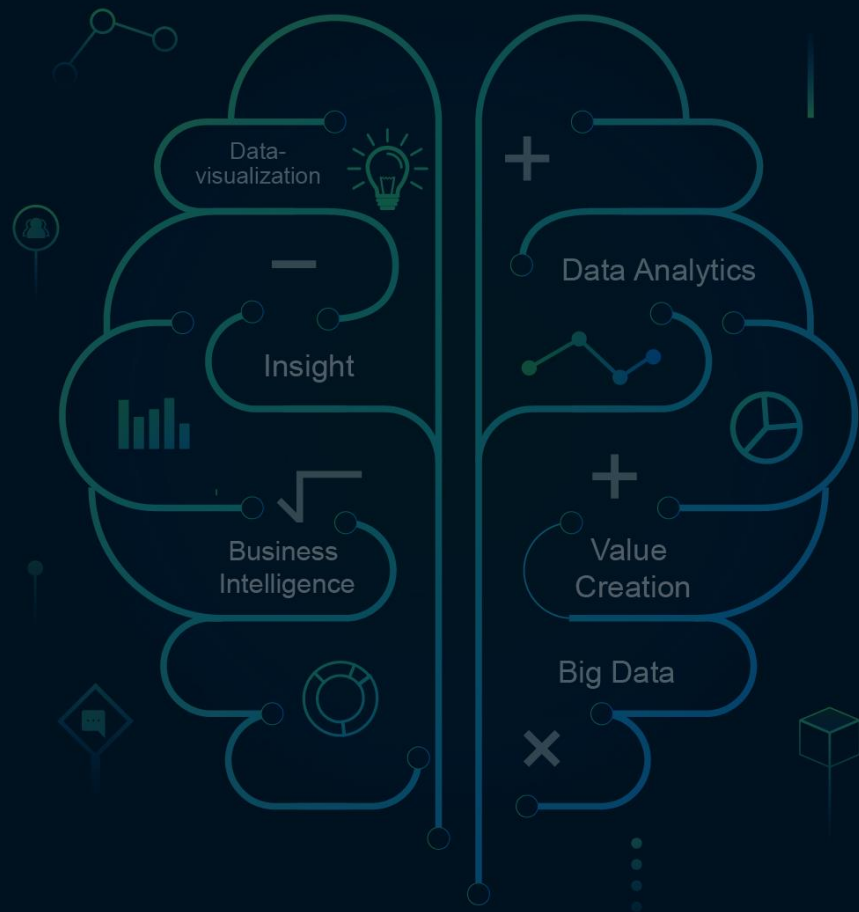 Data-
visualization
Data Analytics
Insight
Business
Intelligence
Value
Creation
Big Data